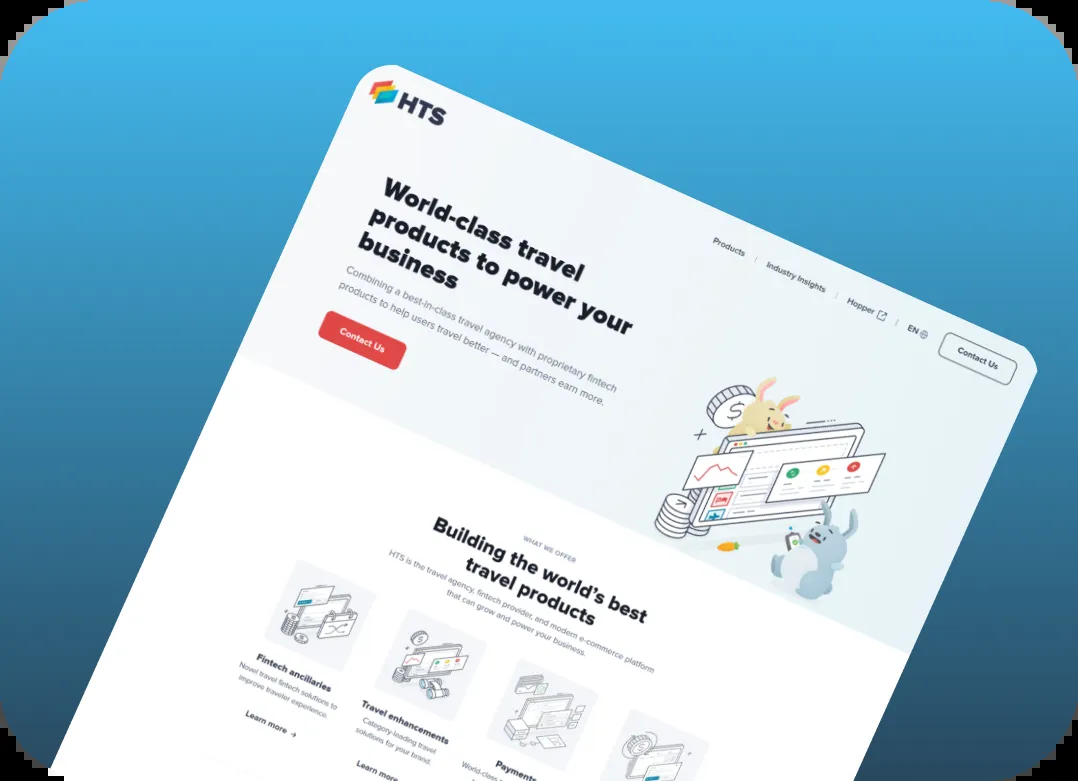 HTS
Products | Industry Insights | Hopper | EN
Contact Us
World-class travel
products to power your
business
Combining a best-in-class travel agency with proprietary fintech
products to help users travel better — and partners earn more.
Contact Us
WHAT WE OFFER
Building the world's best
travel products
HTS is the travel agency, fintech provider, and modern e-commerce platform
that can grow and power your business.
Fintech ancillaries
Novel travel fintech solutions to
improve traveler experience.
Learn more →
Travel enhancements
Category-leading travel
solutions for your brand.
Learn more
Payments
World-class